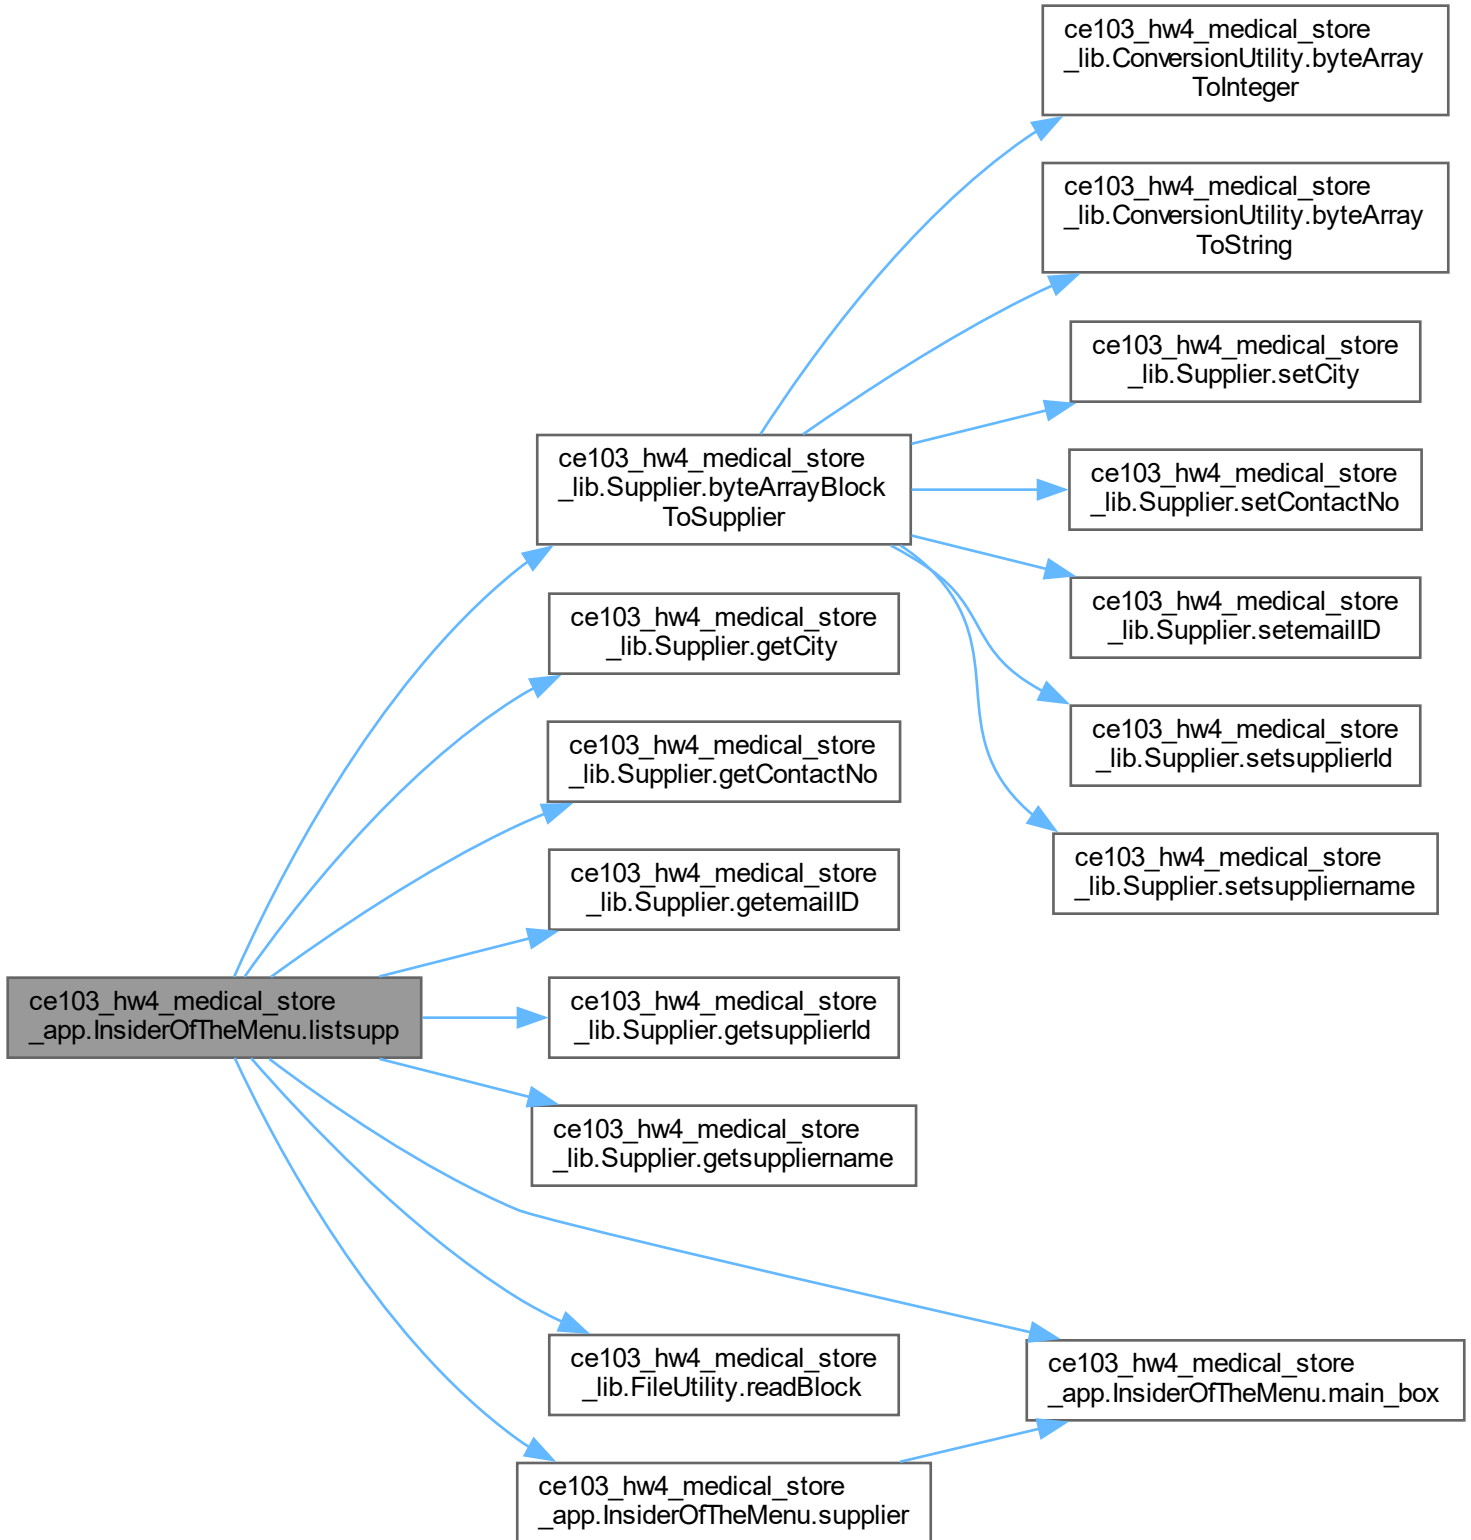 ce103_hw4_medical_store
_lib.ConversionUtility.byteArray
ToInteger
ce103_hw4_medical_store
_lib.ConversionUtility.byteArray
ToString
ce103_hw4_medical_store
_lib.Supplier.setCity
ce103_hw4_medical_store
_lib.Supplier.byteArrayBlock
ToSupplier
ce103_hw4_medical_store
_lib.Supplier.setContactNo
ce103_hw4_medical_store
_lib.Supplier.setemailID
ce103_hw4_medical_store
_lib.Supplier.getCity
ce103_hw4_medical_store
_lib.Supplier.setsupplierId
ce103_hw4_medical_store
_lib.Supplier.getContactNo
ce103_hw4_medical_store
_lib.Supplier.setsuppliername
ce103_hw4_medical_store
_lib.Supplier.getemailID
ce103_hw4_medical_store
_app.InsiderOfTheMenu.listsupp
ce103_hw4_medical_store
_lib.Supplier.getsupplierId
ce103_hw4_medical_store
_lib.Supplier.getsuppliername
ce103_hw4_medical_store
_lib.FileUtility.readBlock
ce103_hw4_medical_store
_app.InsiderOfTheMenu.main_box
ce103_hw4_medical_store
_app.InsiderOfTheMenu.supplier